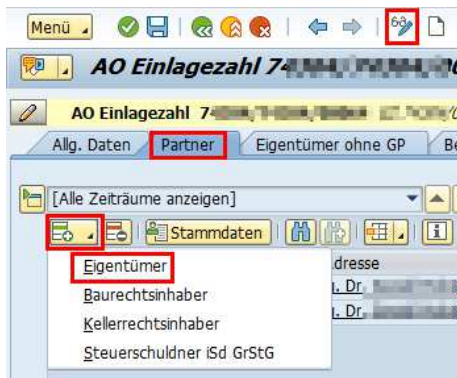 Menü
AO Einlagezahl 74
AO Einlagezahl 7
Allg. Daten Partner Eigentümer ohne GP
[Alle Zeiträume anzeigen]
Stammdaten
Eigentümer dresse
Baurechtsinhaber . Dr.
Kellerrechtsinhaber . Dr.
Steuerschuldner iSd GrStG